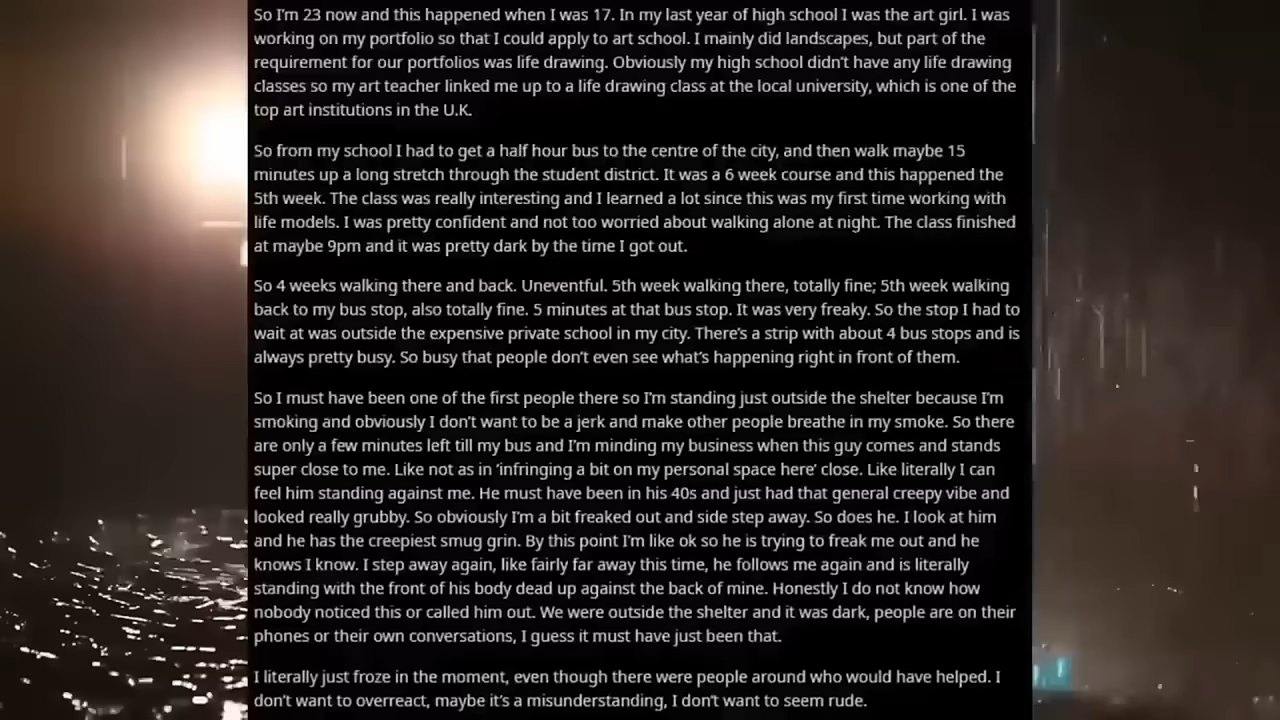 So I'm 23 now and this happened when I was 17. In my last year of high school I was the art girl. I was
working on my portfolio so that I could apply to art school. I mainly did landscapes, but part of the
requirement for our portfolios was life drawing. Obviously my high school didn't have any life drawing
classes so my art teacher linked me up to a life drawing class at the local university, which is one of the
top art institutions in the U.K.
So from my school I had to get a half hour bus to the centre of the city, and then walk maybe 15
minutes up a long stretch through the student district. It was a 6 week course and this happened the
5th week. The class was really interesting and I learned a lot since this was my first time working with
life models. I was pretty confident and not too worried about walking alone at night. The class finished
at maybe 9pm and it was pretty dark by the time I got out.
So 4 weeks walking there and back. Uneventful. 5th week walking there, totally fine; 5th week walking
back to my bus stop, also totally fine. 5 minutes at that bus stop. It was very freaky. So the stop I had to
wait at was outside the expensive private school in my city. There's a strip with about 4 bus stops and is
always pretty busy. So busy that people don't even see what's happening right in front of them.
So I must have been one of the first people there so I'm standing just outside the shelter because I'm
smoking and obviously I don't want to be a jerk and make other people breathe in my smoke. So there
are only a few minutes left till my bus and I'm minding my business when this guy comes and stands
super close to me. Like not as in 'infringing a bit on my personal space here' close. Like literally I can
feel him standing against me. He must have been in his 40s and just had that general creepy vibe and
looked really grubby. So obviously I'm a bit freaked out and side step away. So does he. I look at him
and he has the creepiest smug grin. By this point I'm like ok so he is trying to freak me out and he
knows I know. I step away again, like fairly far away this time, he follows me again and is literally
standing with the front of his body dead up against the back of mine. Honestly I do not know how
nobody noticed this or called him out. We were outside the shelter and it was dark, people are on their
phones or their own conversations, I guess it must have just been that.
I literally just froze in the moment, even though there were people around who would have helped. I
don't want to overreact, maybe it's a misunderstanding, I don't want to seem rude.